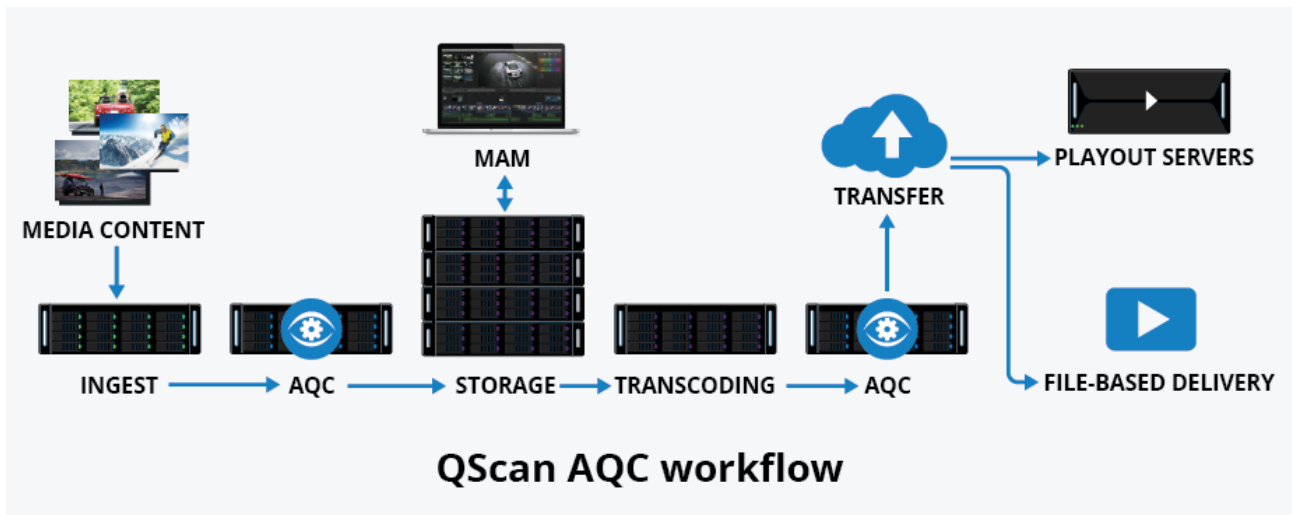 MEDIA CONTENT
MAM
TRANSFER
PLAYOUT SERVERS
INGEST
AQC
STORAGE
TRANSCODING
AQC
FILE-BASED DELIVERY
QScan AQC workflow